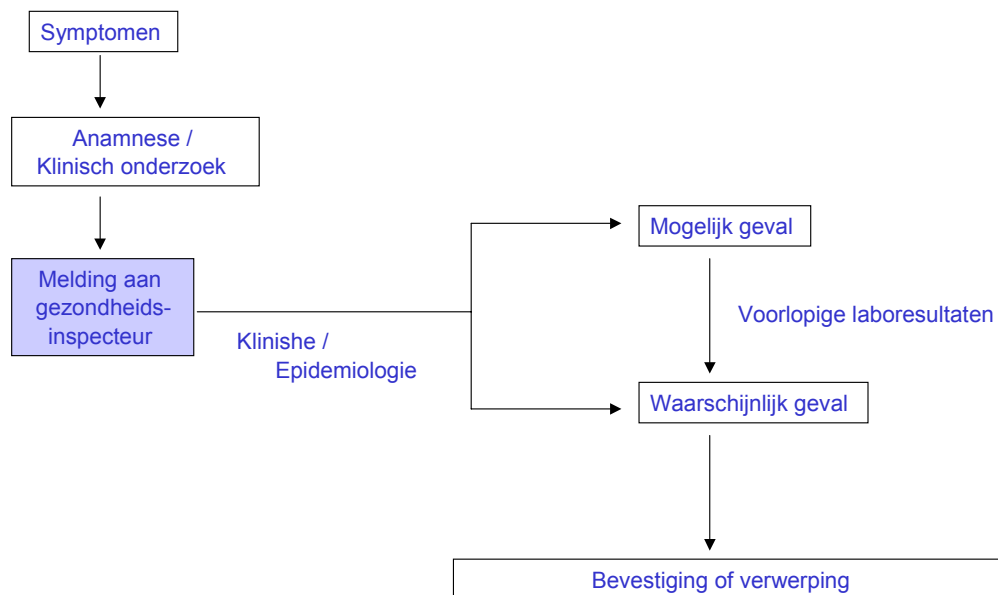 Symptomen
Anamnese /
Klinisch onderzoek
Melding aan
gezondheids-
inspecteur
Klinishe /
Epidemiologie
Mogelijk geval
Voorlopige laboresultaten
Waarschijnlijk geval
Bevestiging of verwerping